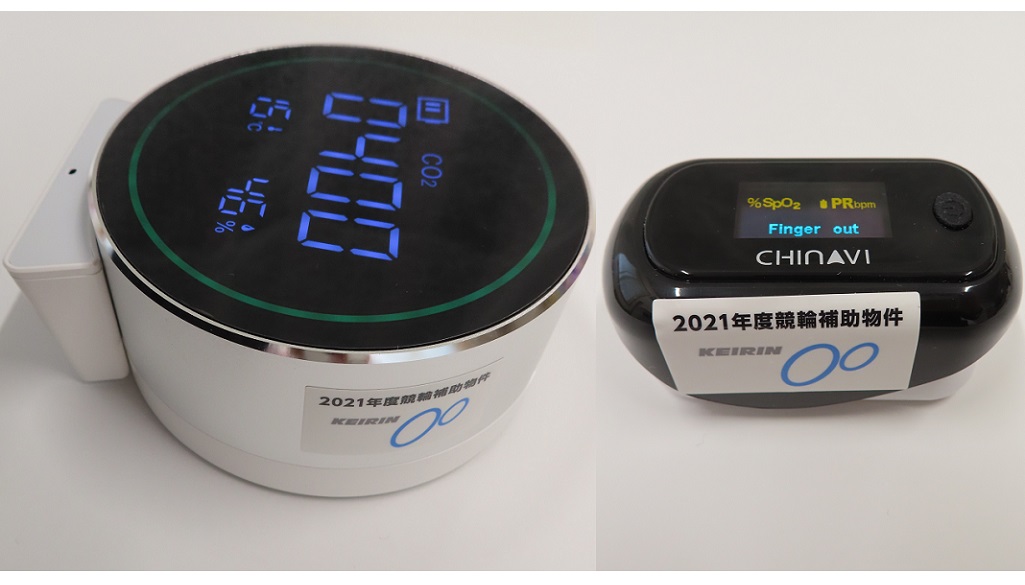 CO2
℃
%
2021年度競輪補助物件
KEIRIN
%SpO2 PRbpm
Finger out
CHINAVI
2021年度競輪補助物件
KEIRIN